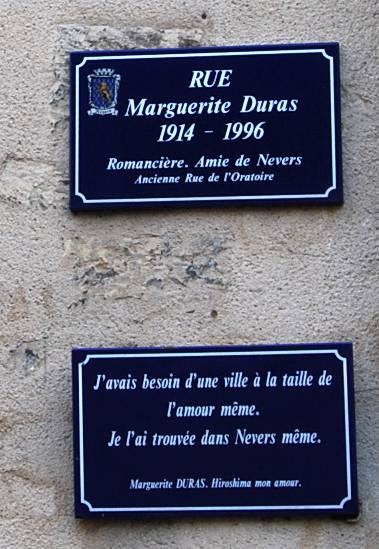 RUE
Marguerite Duras
1914 - 1996
Romancière. Amie de Nevers
Ancienne Rue de l'Oratoire
J'avais besoin d'une ville à la taille de
l'amour même.
Je l'ai trouvée dans Nevers même.
Marguerite DURAS. Hiroshima mon amour.